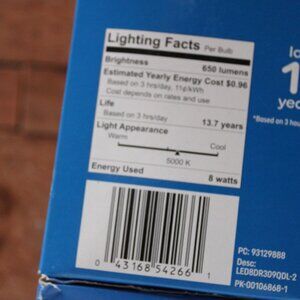 Lighting Facts Per Bulb
Brightness 650 lumens
Estimated Yearly Energy Cost $0.96
Based on 3 hrs/day, 11¢/kWh
Cost depends on rates and use
Life
Based on 3 hrs/day 13.7 years
Light Appearance
Warm Cool
5000 K
Energy Used 8 watts
0 43168 54266 1
*Based on 3 hours
PC: 93129888
Desc:
LED8DR309QDL-2
PK-00106868-1